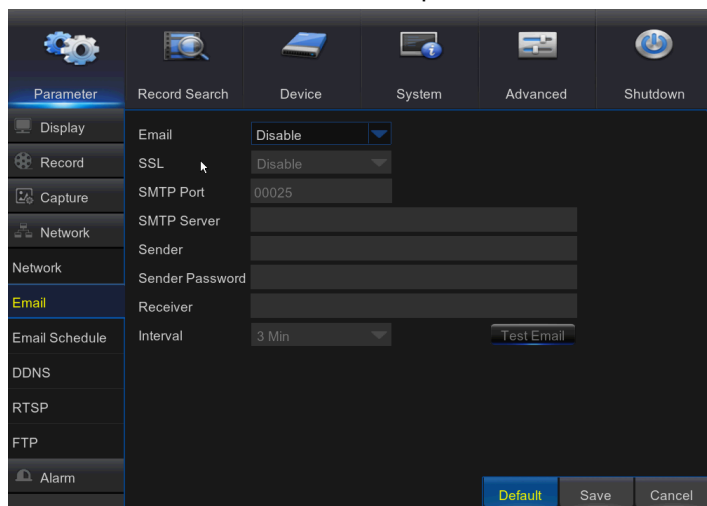 Parameter Record Search Device System Advanced Shutdown
Display
Record
Capture
Network
Network
Email
Email Schedule
DDNS
RTSP
FTP
Alarm
Email Disable
SSL Disable
SMTP Port 00025
SMTP Server
Sender
Sender Password
Receiver
Interval 3 Min Test Email
Default Save Cancel